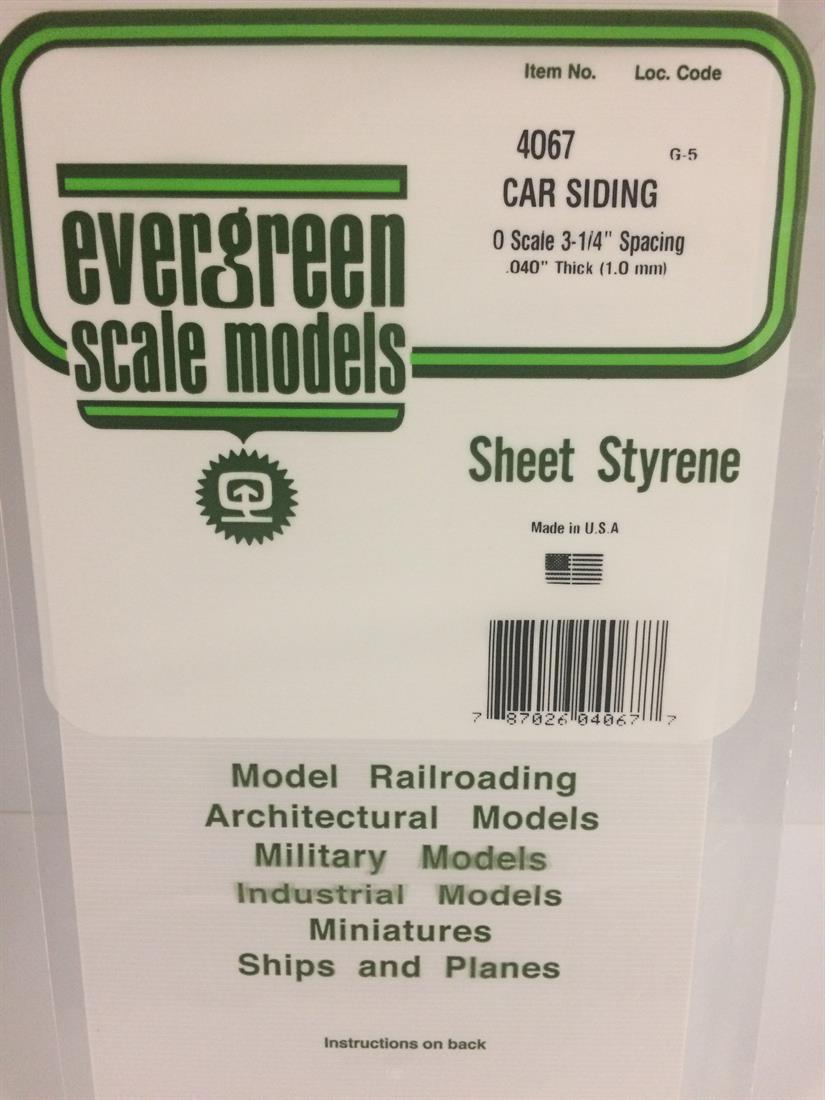 Item No. Loc. Code
4067 G-5
CAR SIDING
O Scale 3-1/4" Spacing
.040" Thick (1.0 mm)
evergreen
scale models
Sheet Styrene
Made in U.S.A
7 87026 04067 7
Model Railroading
Architectural Models
Military Models
Industrial Models
Miniatures
Ships and Planes
Instructions on back